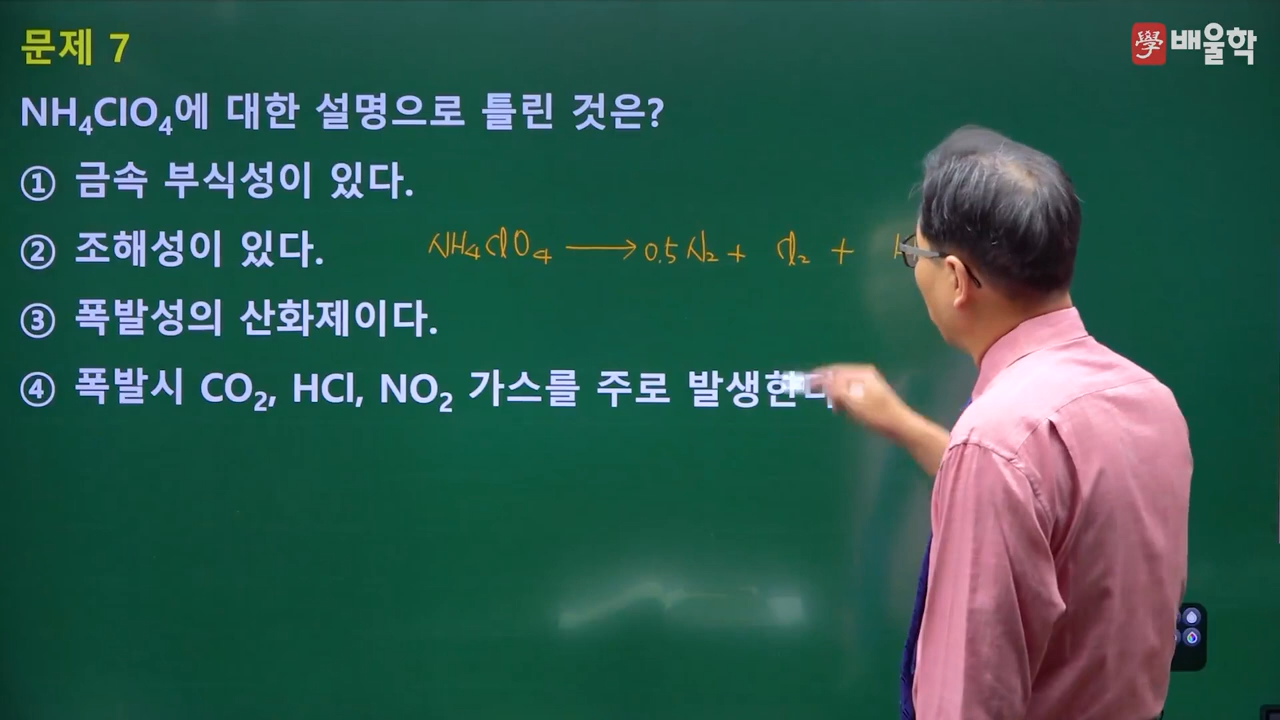 문제 7
學 배울학
NH₄ClO₄에 대한 설명으로 틀린 것은?
① 금속 부식성이 있다.
② 조해성이 있다.
NH₄ClO₄ → 0.5 N₂ + Cl₂ +
③ 폭발성의 산화제이다.
④ 폭발시 CO₂, HCl, NO₂ 가스를 주로 발생한다